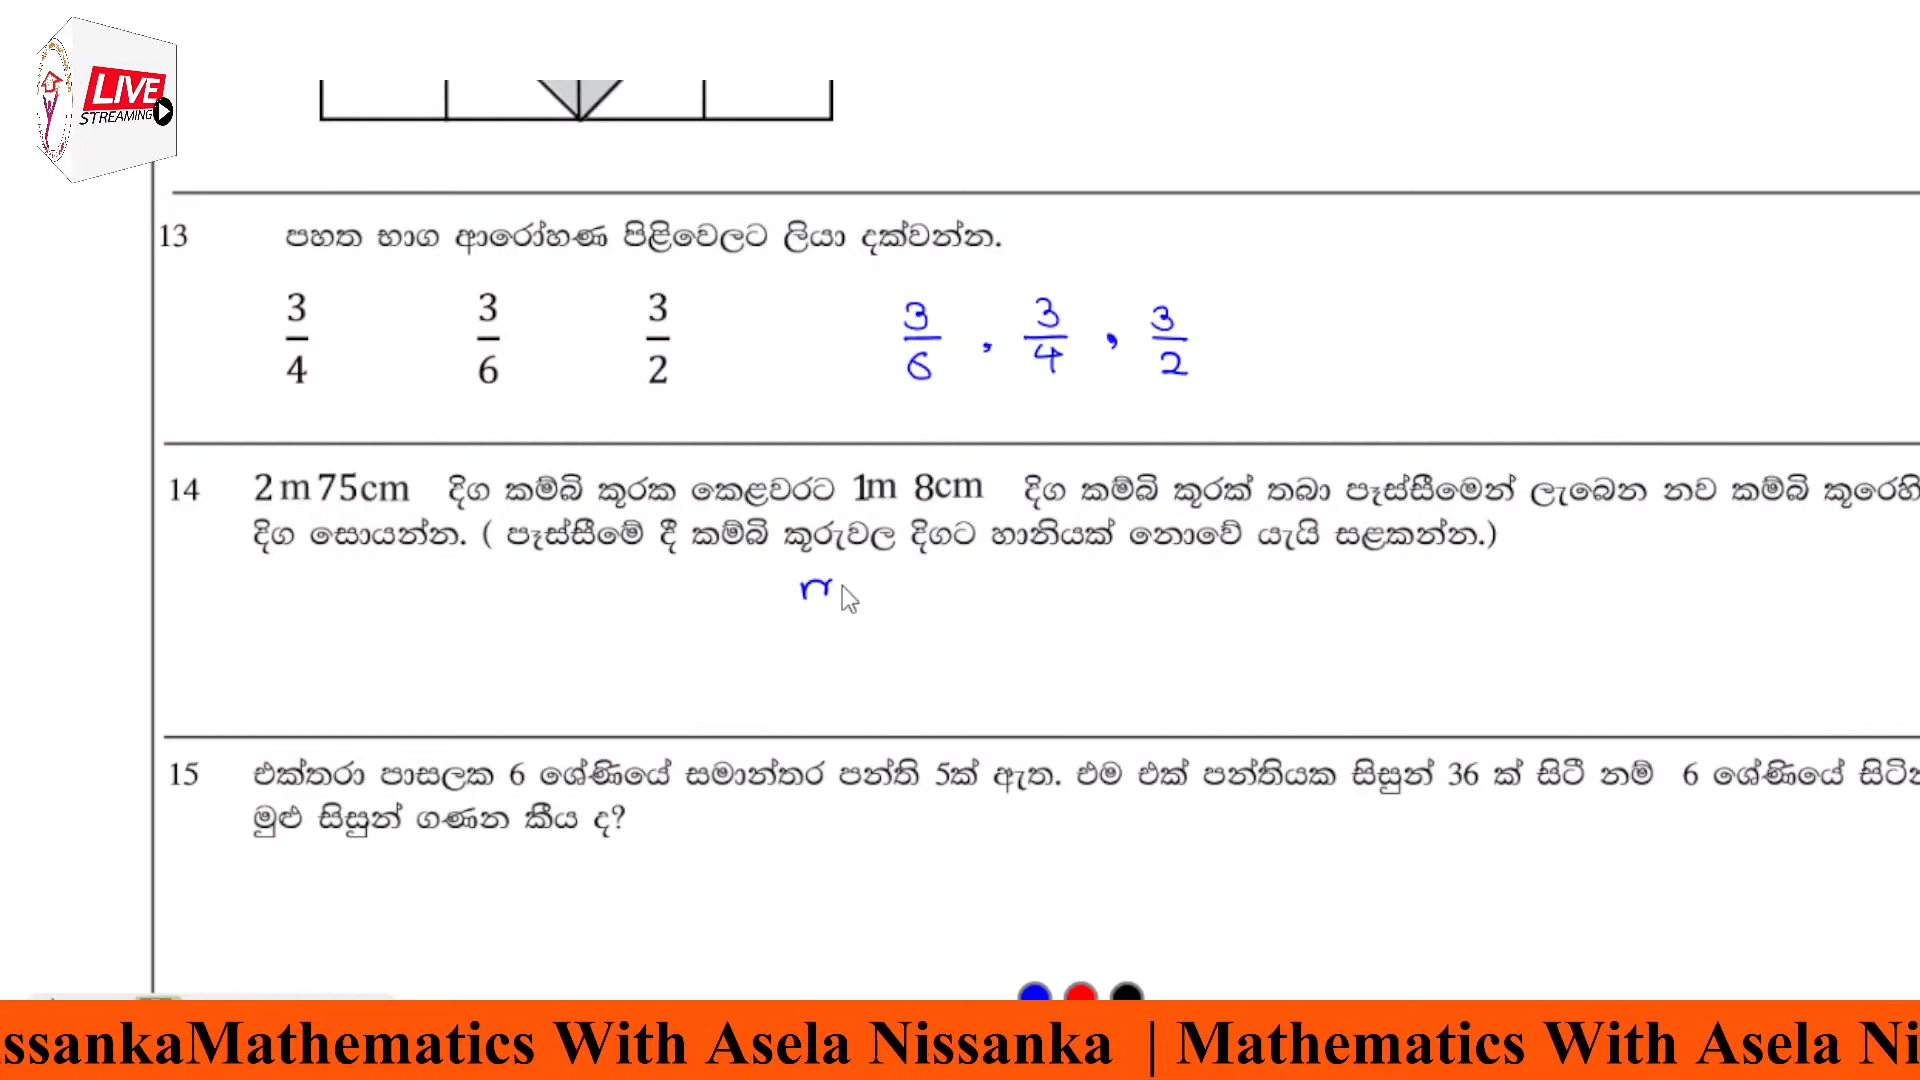 LIVE
STREAMING
13 පහත භාග ආරෝහණ පිළිවෙලට ලියා දක්වන්න.
3/4 3/6 3/2 3/6 , 3/4 , 3/2
14 2m 75cm දිග කම්බි කූරක කෙළවරට 1m 8cm දිග කම්බි කූරක් තබා පෑස්සීමෙන් ලැබෙන නව කම්බි කූරෙහි
දිග සොයන්න. ( පෑස්සීමේ දී කම්බි කූරුවල දිගට හානියක් නොවේ යැයි සළකන්න.)
15 එක්තරා පාසලක 6 ශ්‍රේණියේ සමාන්තර පන්ති 5ක් ඇත. එම එක් පන්තියක සිසුන් 36 ක් සිටී නම් 6 ශ්‍රේණියේ
මුළු සිසුන් ගණන කීය ද?
ssankaMathematics With Asela Nissanka | Mathematics With Asela Ni